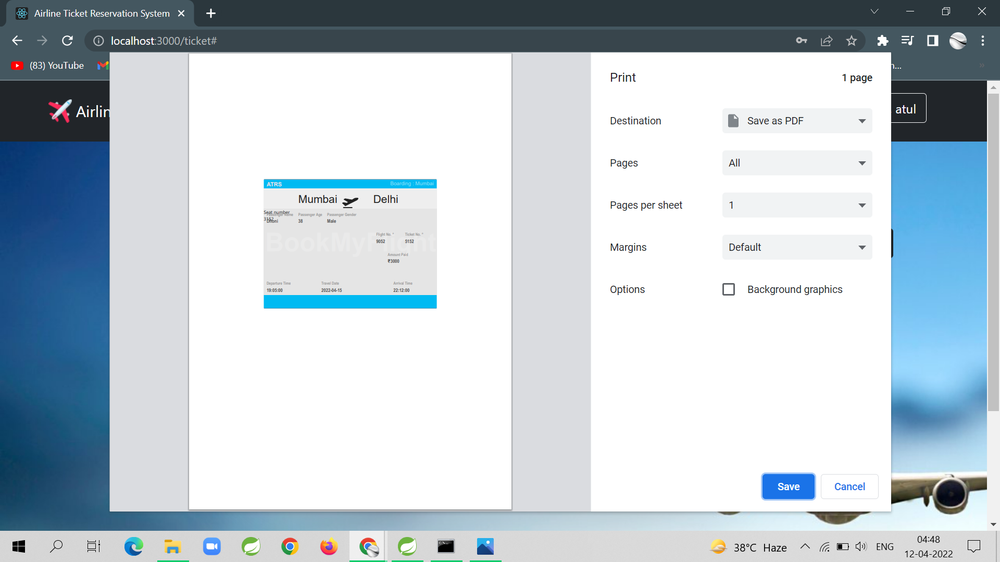 Airline Ticket Reservation System
localhost:3000/ticket#
(83) YouTube
n...
Airlin
atul
ATRS
Boarding : Mumbai
Mumbai Delhi
Seat number
3152
Passenger Name Passenger Age Passenger Gender
Dhoni 38 Male
BookMyFlight
Flight No. * Ticket No. *
9052 5152
Amount Paid
₹3000
Departure Time Travel Date Arrival Time
19:05:00 2022-04-15 22:12:00
Print 1 page
Destination Save as PDF
Pages All
Pages per sheet 1
Margins Default
Options Background graphics
Save Cancel
38°C Haze
ENG
04:48
12-04-2022